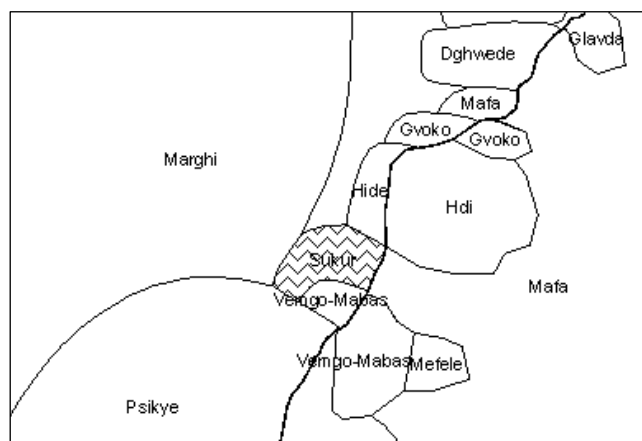 Glavda
Dghwede
Mafa
Gvoko
Gvoko
Marghi
Hide
Hdi
Sukur
Mafa
Vemgo-Mabas
Vemgo-Mabas
Mefele
Psikye